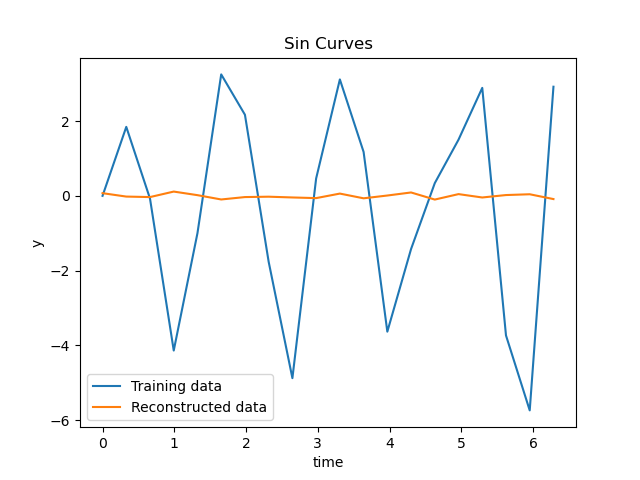 Sin Curves
y
2
0
−2
−4
−6
Training data
Reconstructed data
0 1 2 3 4 5 6
time